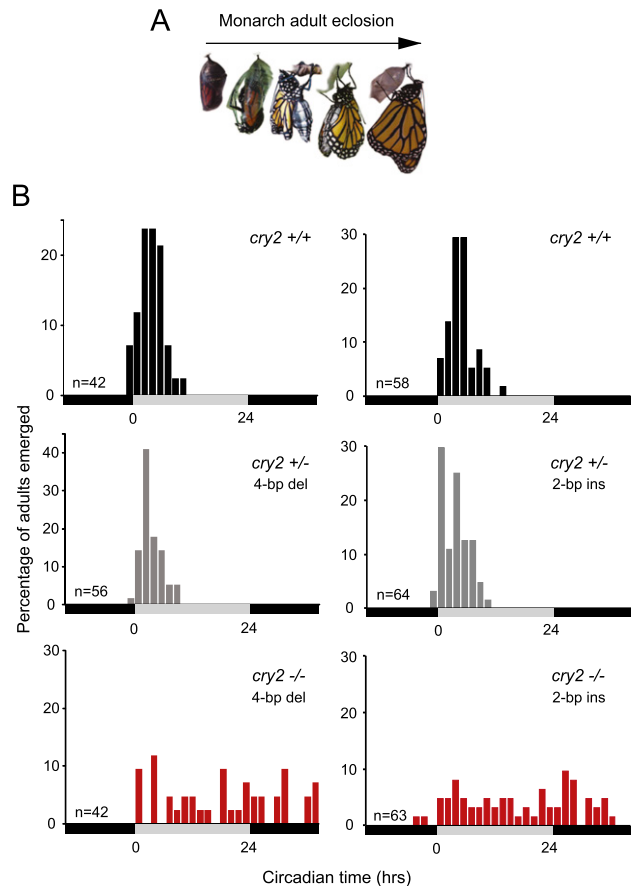 A
Monarch adult eclosion
B
Percentage of adults emerged
20
10
0
cry2 +/+
n=42
0
24
30
20
10
0
cry2 +/+
n=58
0
24
40
30
20
10
0
cry2 +/-
4-bp del
n=56
0
24
30
20
10
0
cry2 +/-
2-bp ins
n=64
0
24
30
20
10
0
cry2 -/-
4-bp del
n=42
0
24
30
20
10
0
cry2 -/-
2-bp ins
n=63
0
24
Circadian time (hrs)